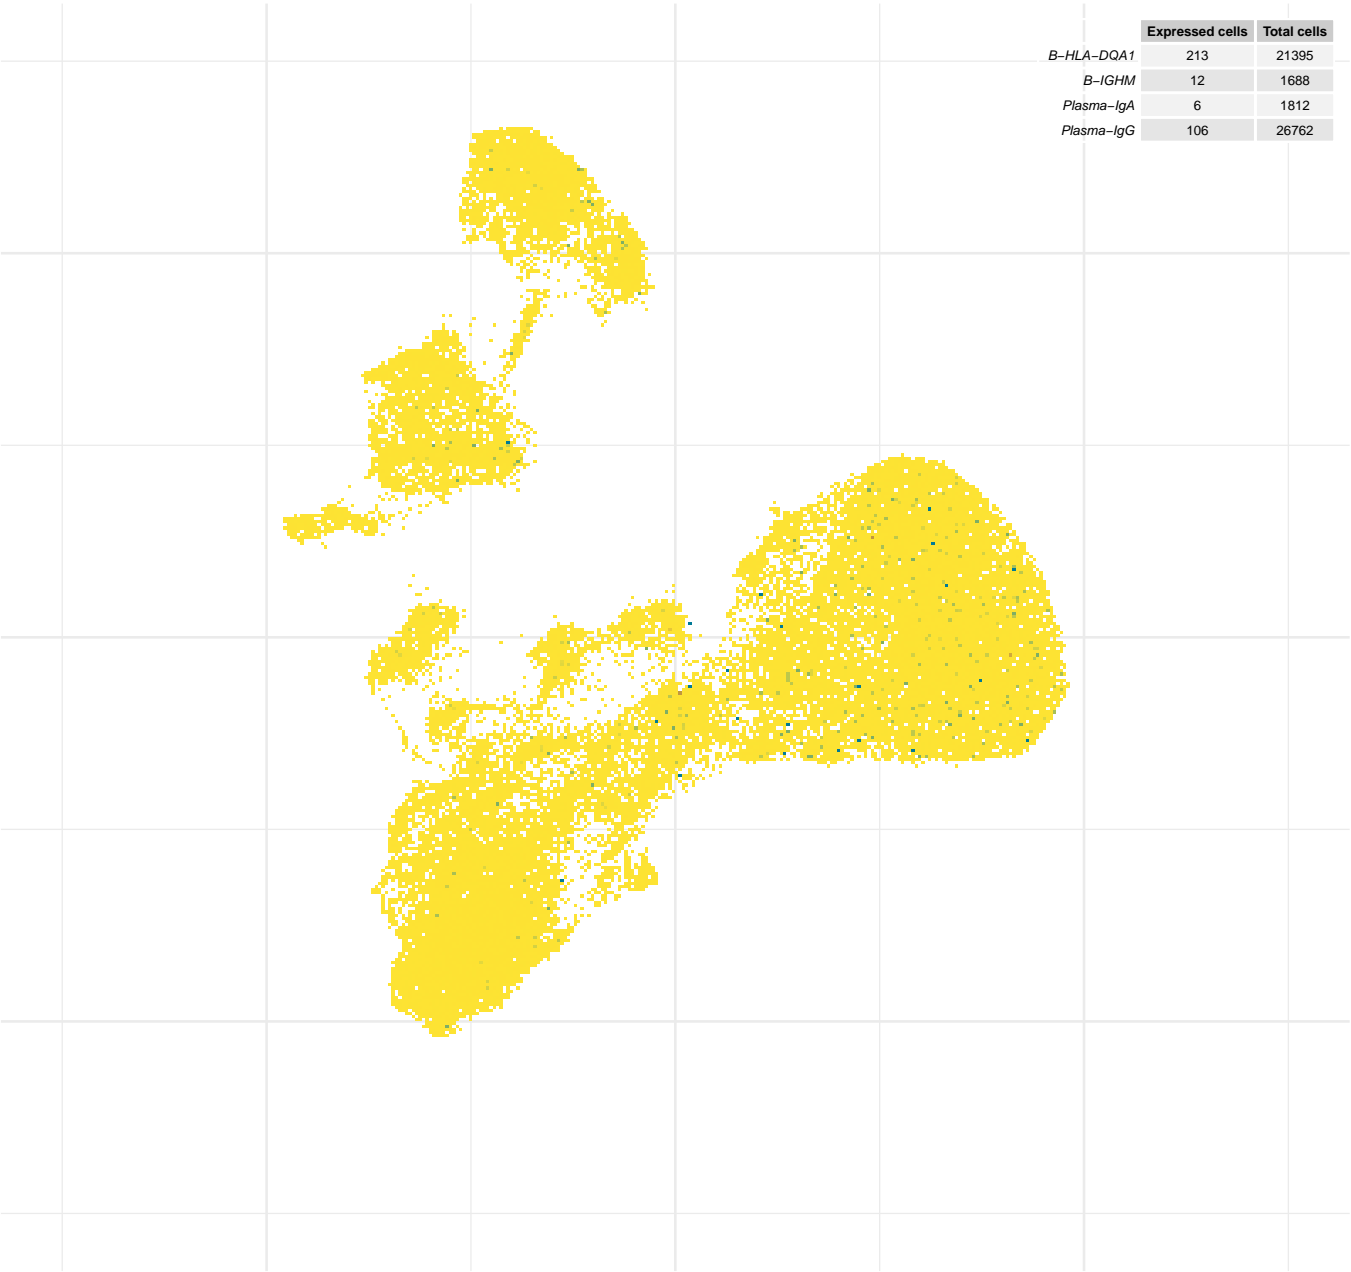 Expressed cells Total cells
B−HLA−DQA1 213 21395
B−IGHM 12 1688
Plasma−IgA 6 1812
Plasma−IgG 106 26762